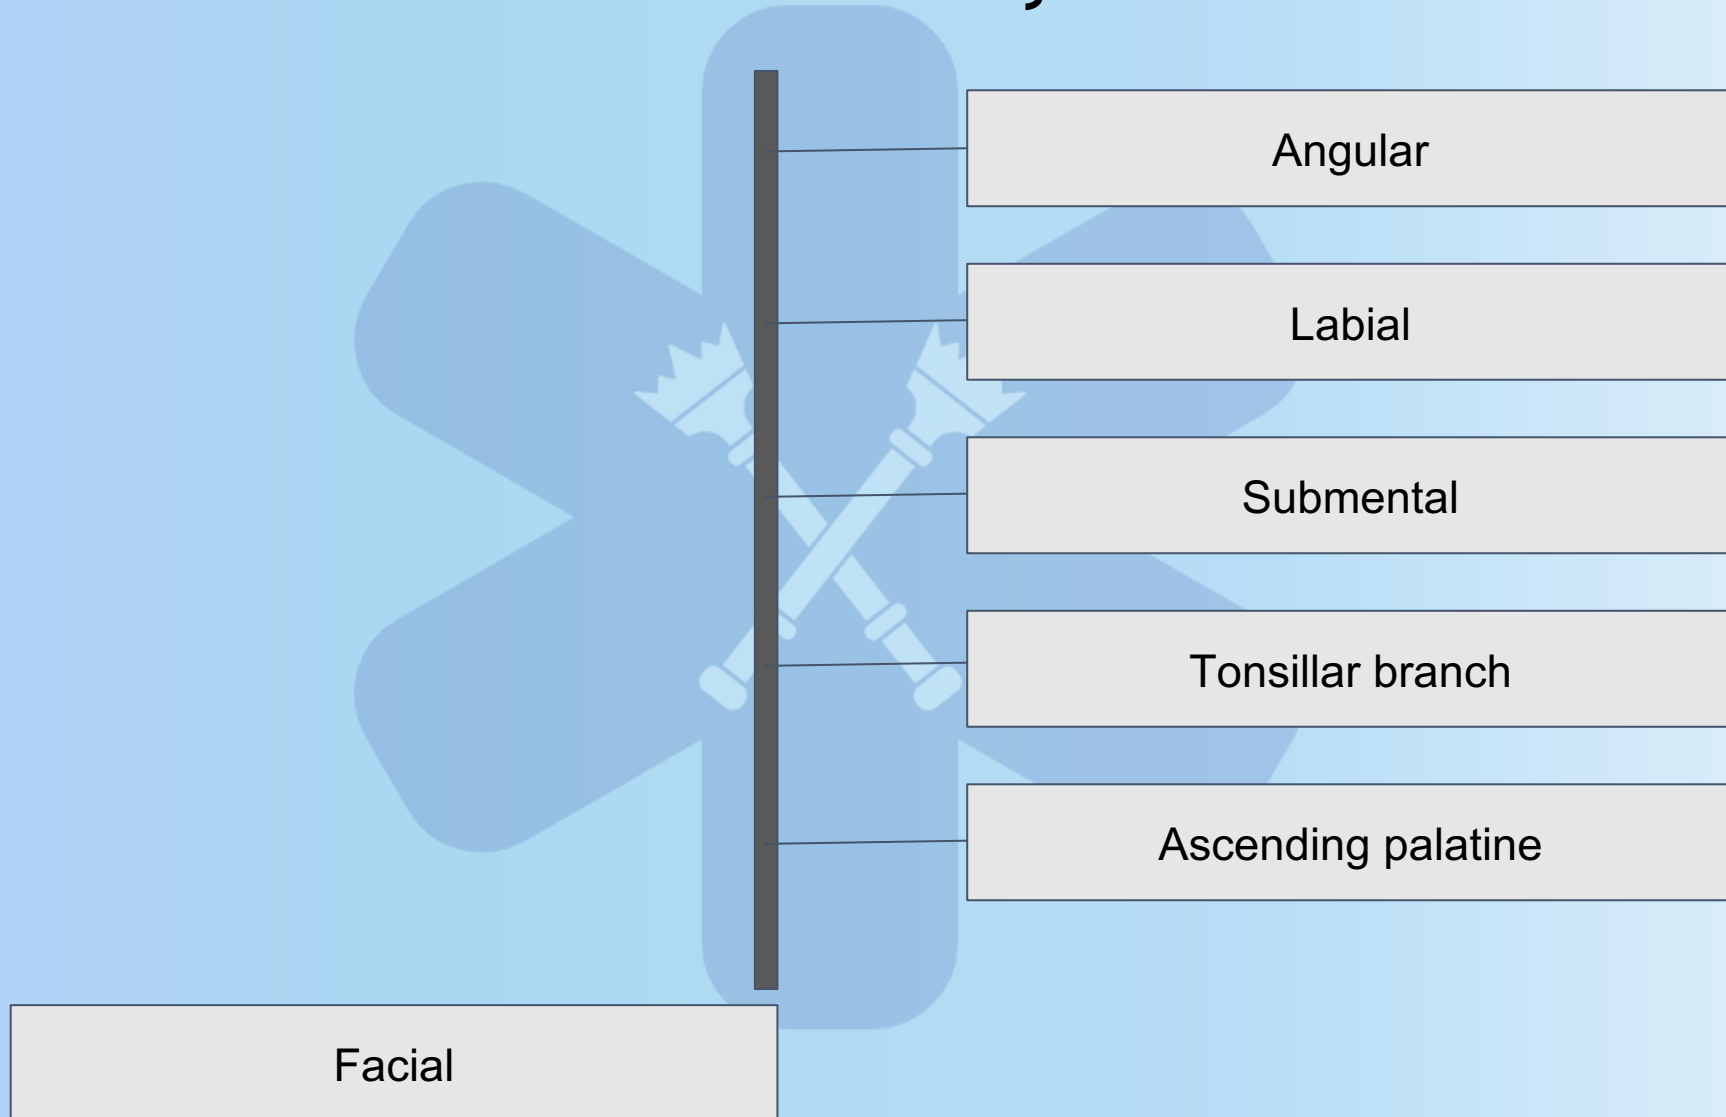 Angular
Labial
Submental
Tonsillar branch
Ascending palatine
Facial